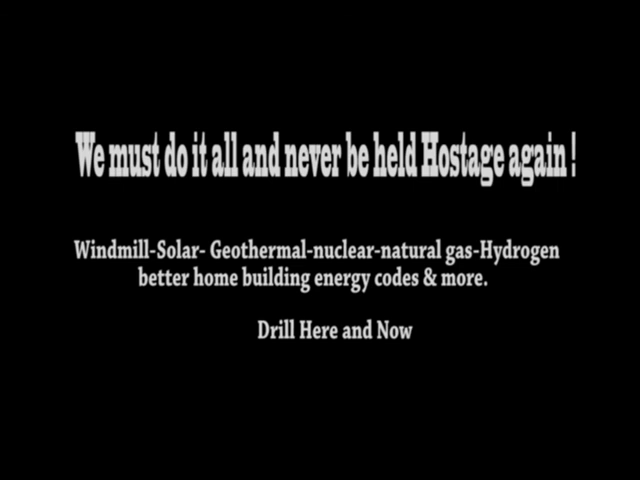 We must do it all and never be held Hostage again !
Windmill-Solar- Geothermal-nuclear-natural gas-Hydrogen
better home building energy codes & more.
Drill Here and Now